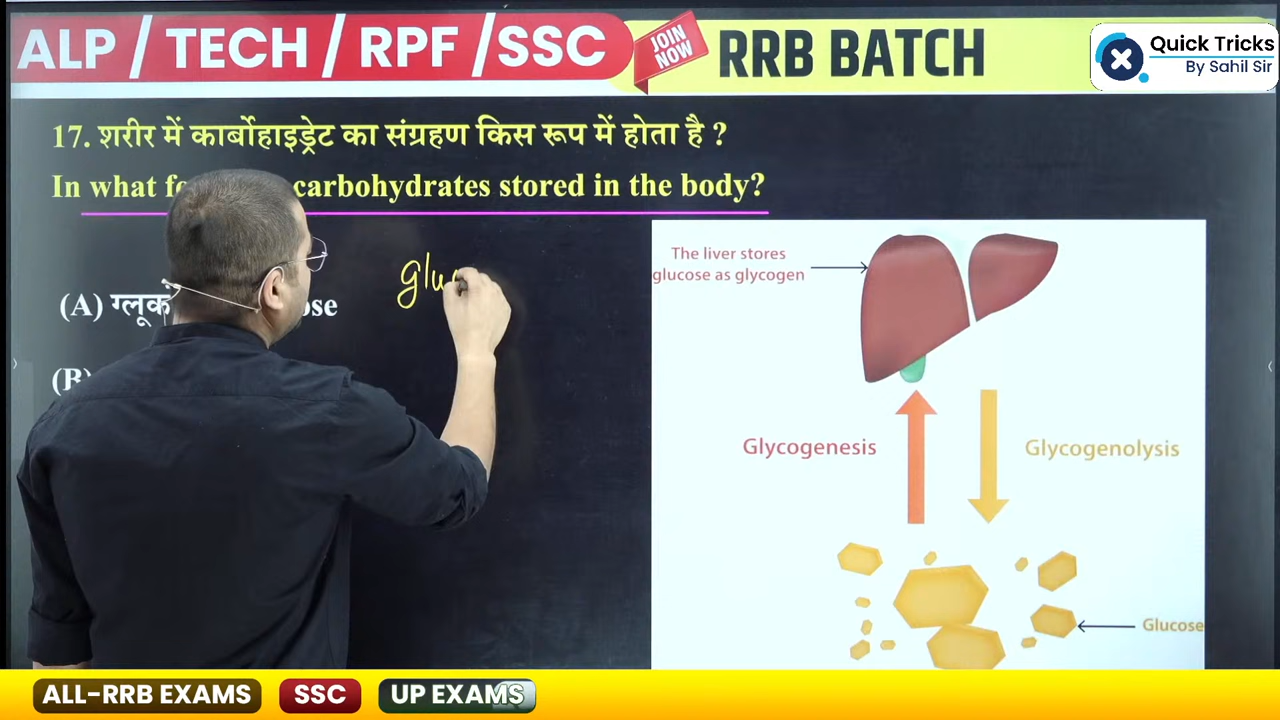 ALP / TECH / RPF / SSC
JOIN NOW
RRB BATCH
Quick Tricks
By Sahil Sir
17. शरीर में कार्बोहाइड्रेट का संग्रहण किस रूप में होता है ?
In what carbohydrates stored in the body?
(A)
(B)
The liver stores
glucose as glycogen
Glycogenesis
Glycogenolysis
Glucose
ALL-RRB EXAMS
SSC
UP EXAMS